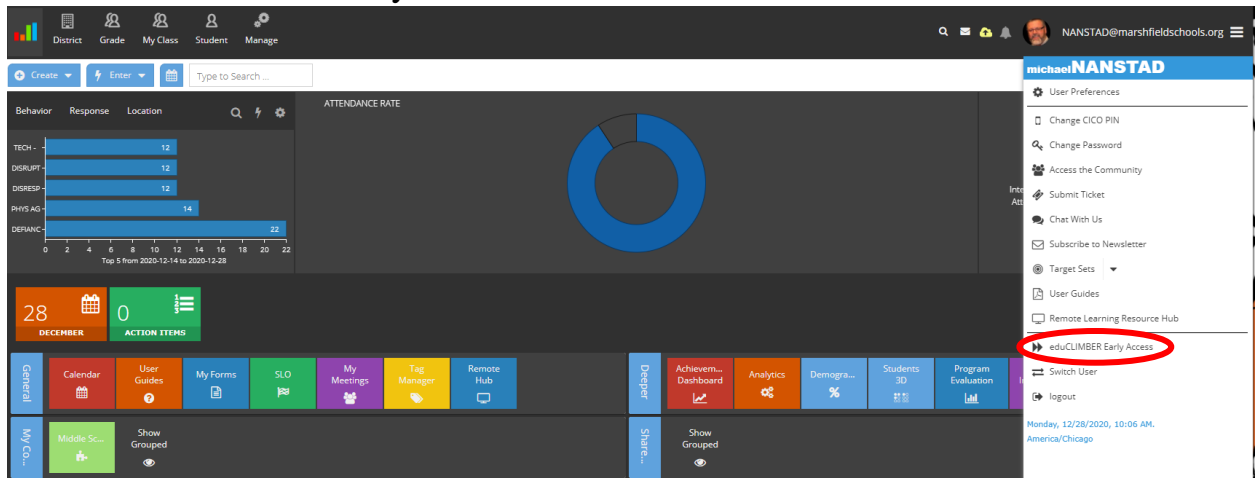 District Grade My Class Student Manage
NANSTAD@marshfieldschools.org
Create Enter Type to Search ...
Behavior Response Location
TECH - 12
DISRUPT 12
DISRESP 12
PHYS AG 14
DEFIANC 22
0 2 4 6 8 10 12 14 16 18 20 22
Top 5 from 2020-12-14 to 2020-12-28
ATTENDANCE RATE
Inte
Att
28
DECEMBER
0
ACTION ITEMS
General
Calendar
User Guides
My Forms
SLO
My Meetings
Tag Manager
Remote Hub
Deeper
Achievem... Dashboard
Analytics
Demogra...
Students 3D
Program Evaluation
My Co...
Middle Sc...
Show Grouped
Share...
Show Grouped
michaelNANSTAD
User Preferences
Change CICO PIN
Change Password
Access the Community
Submit Ticket
Chat With Us
Subscribe to Newsletter
Target Sets
User Guides
Remote Learning Resource Hub
eduCLIMBER Early Access
Switch User
logout
Monday, 12/28/2020, 10:06 AM.
America/Chicago